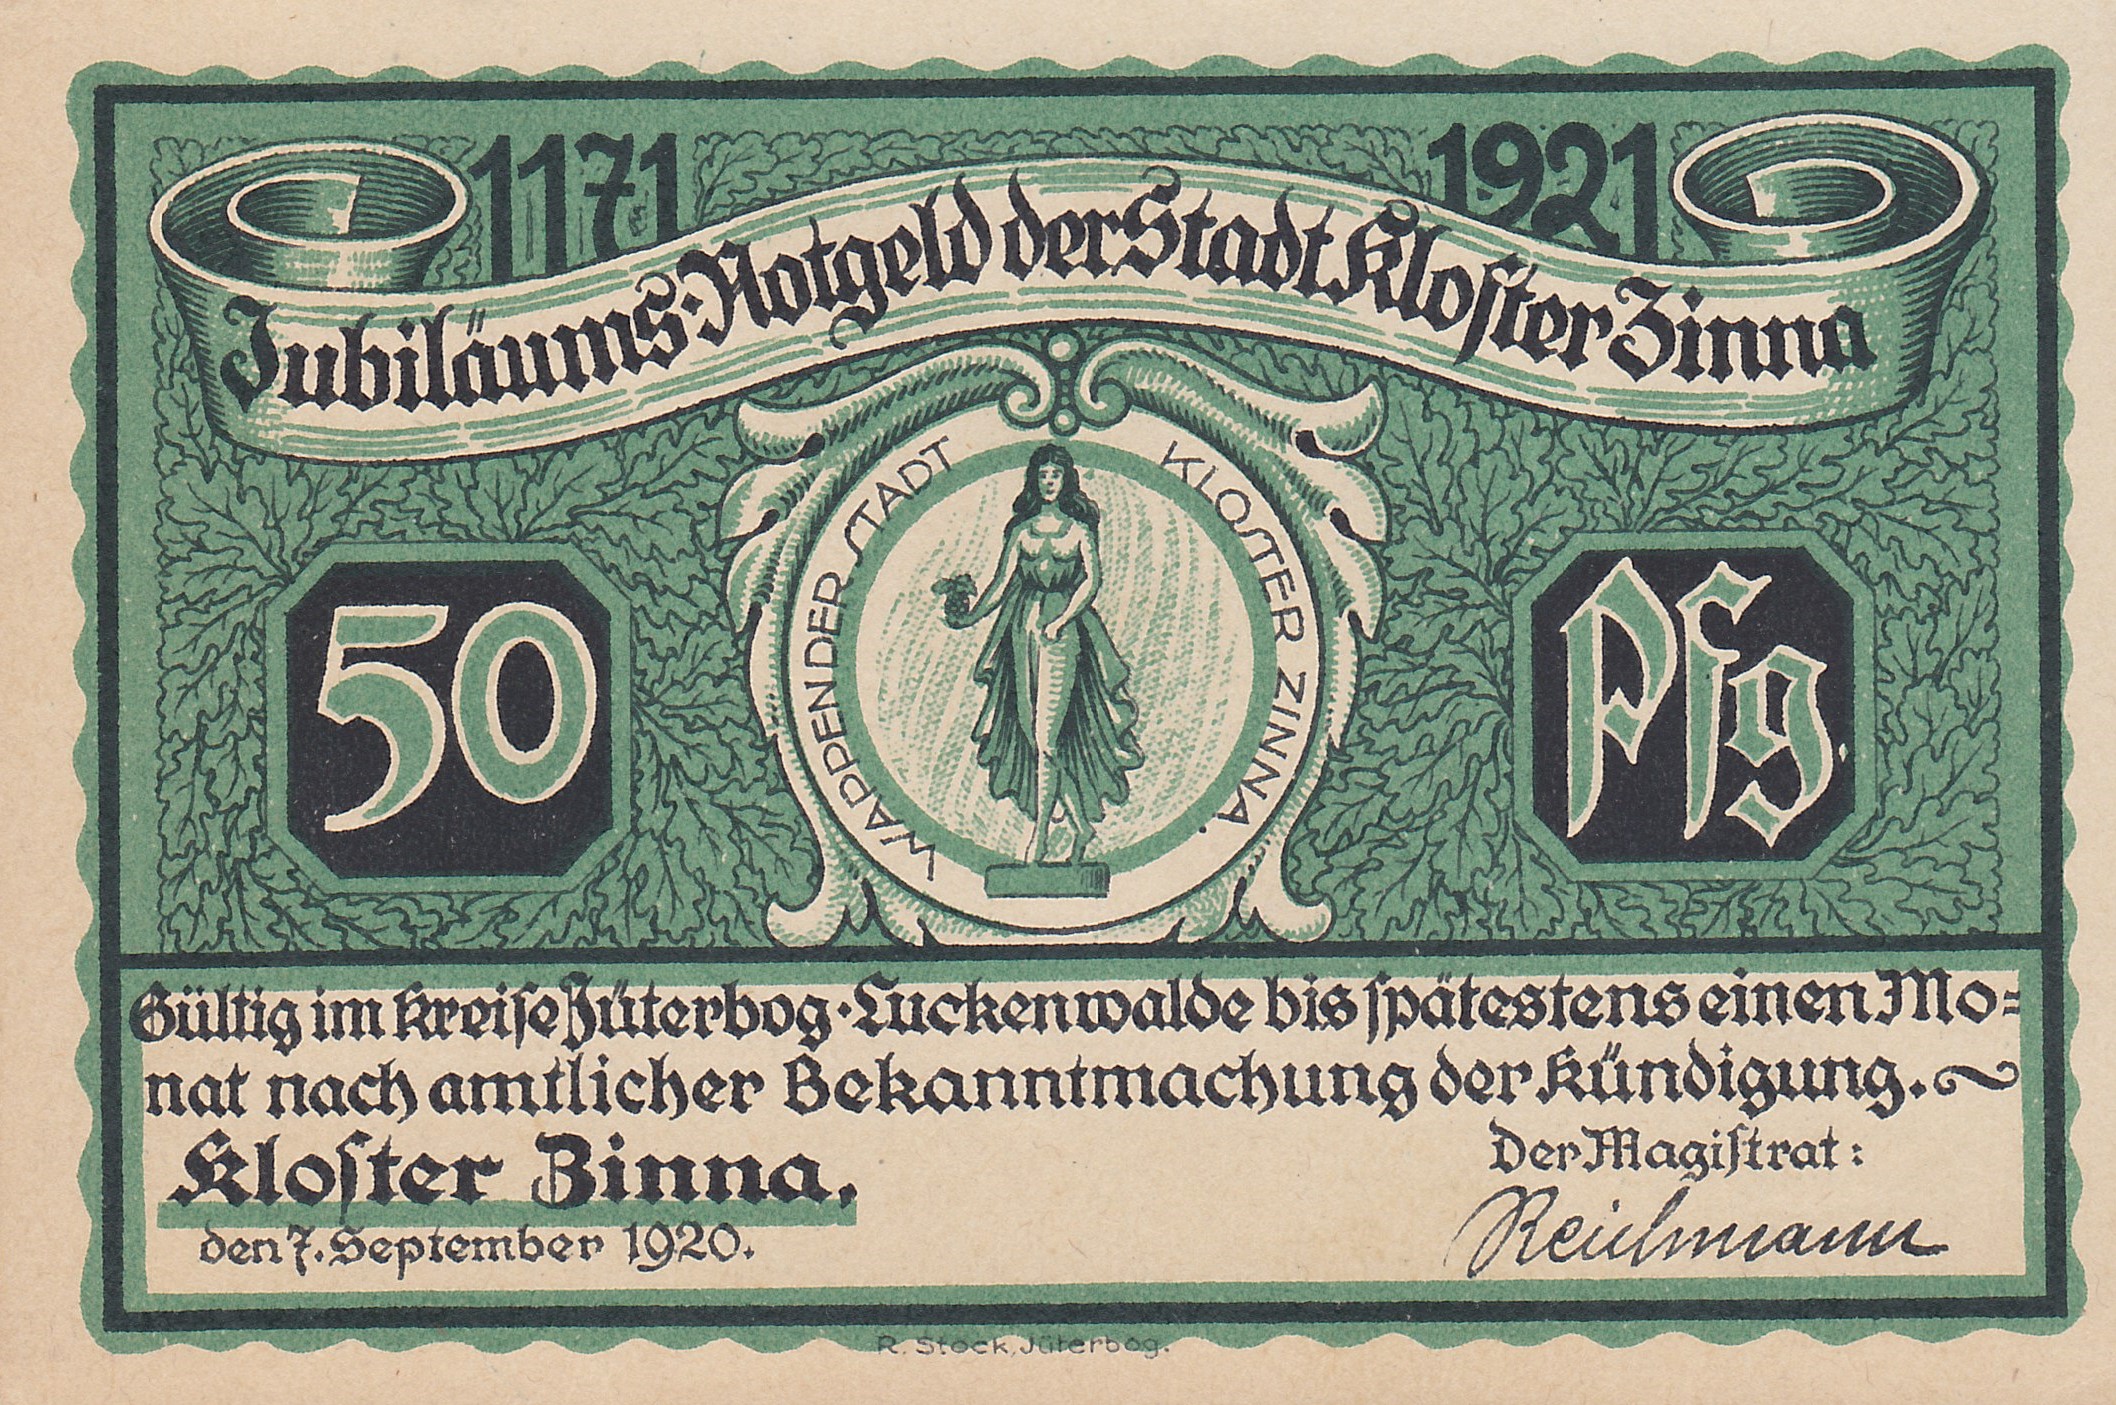 1171 1921
Jubiläums-Notgeld der Stadt Kloster Zinna
WAPPEN DER STADT KLOSTER ZINNA.
50 Pfg.
Gültig im Kreise Jüterbog-Luckenwalde bis spätestens einen Mo-
nat nach amtlicher Bekanntmachung der Kündigung.
Kloster Zinna,
den 7. September 1920.
Der Magistrat:
Reichmann
R. Stock, Jüterbog.